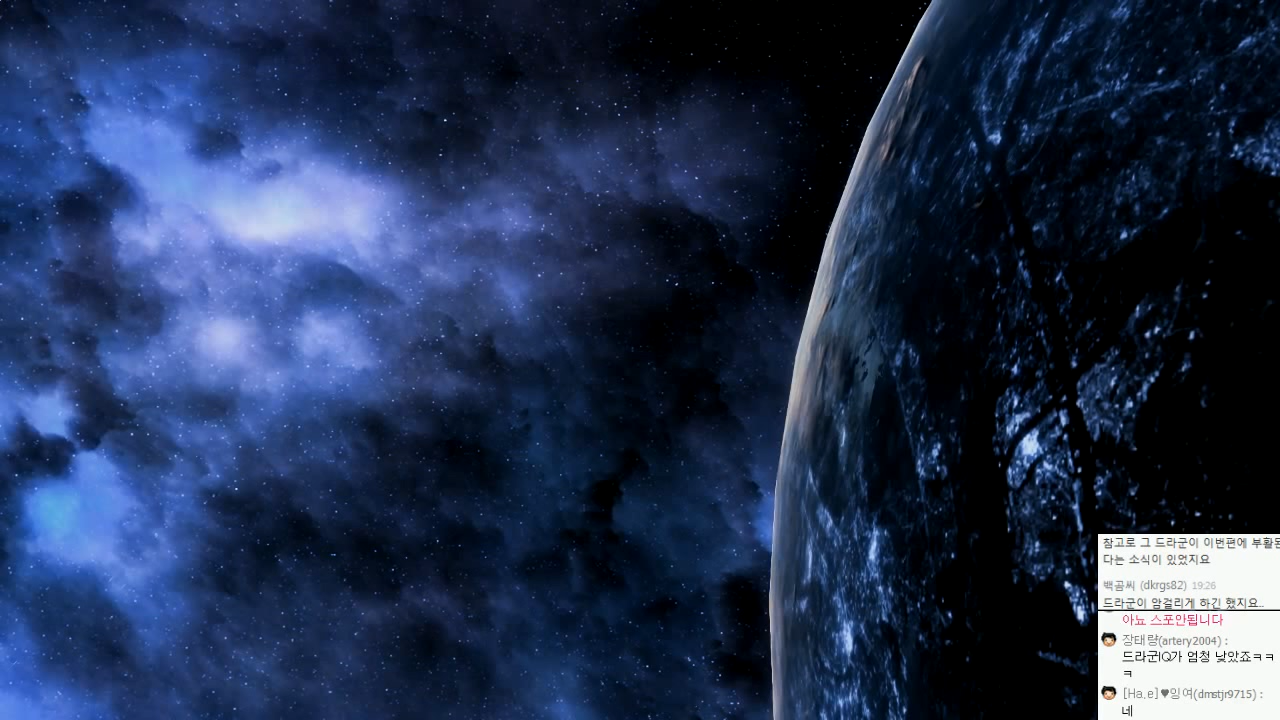 참고로 그 드라군이 이번편에 부활된
다는 소식이 있었지요
백곰씨 (dkrgs82) 19:26
드라군이 암걸리게 하긴 했지요..
아뇨 스포안됩니다
장태량(artery2004) :
드라군IQ가 엄청 낮았죠ㅋㅋ
ㅋ
[Ha.e]♥잉여(dmstjr9715) :
네